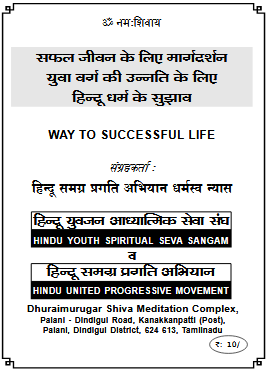 ॐ नमःशिवाय
सफल जीवन के लिए मार्गदर्शन
युवा वर्ग की उन्नति के लिए
हिन्दू धर्म के सुझाव
WAY TO SUCCESSFUL LIFE
संग्रहकर्ता :
हिन्दू समग्र प्रगति अभियान धर्मस्व न्यास
हिन्दू युवजन आध्यात्मिक सेवा संघ
HINDU YOUTH SPIRITUAL SEVA SANGAM
व
हिन्दू समग्र प्रगति अभियान
HINDU UNITED PROGRESSIVE MOVEMENT
Dhuraimurugar Shiva Meditation Complex,
Palani - Dindigul Road, Kanakkanpatti (Post),
Palani, Dindigul District, 624 613, Tamilnadu
₹: 10/